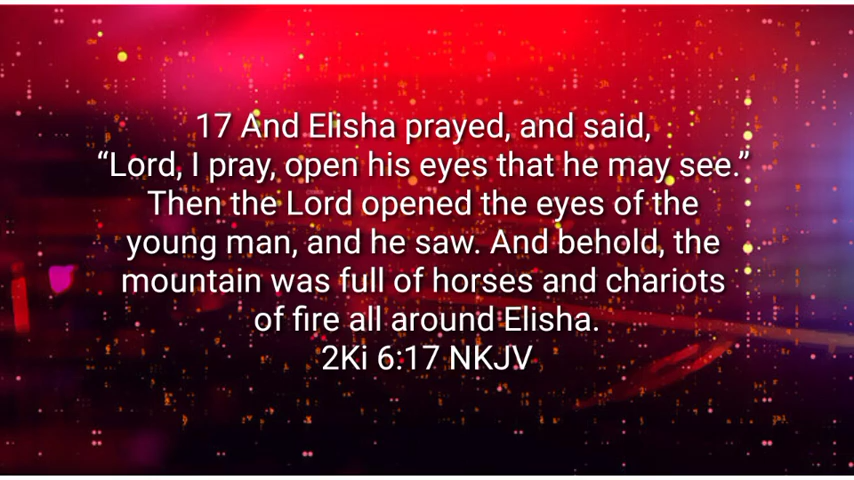 17 And Elisha prayed, and said,
“Lord, I pray, open his eyes that he may see.”
Then the Lord opened the eyes of the
young man, and he saw. And behold, the
mountain was full of horses and chariots
of fire all around Elisha.
2Ki 6:17 NKJV